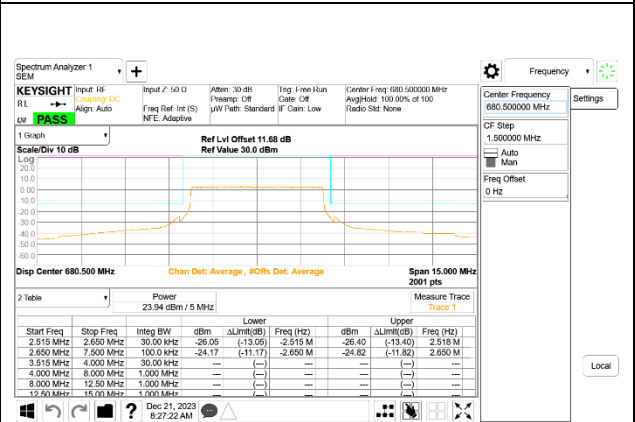 Spectrum Analyzer 1
SEM
Frequency
KEYSIGHT
Input: RF
Input Z: 50 Ω
Atten: 30 dB
Trig: Free Run
Center Freq: 680.500000 MHz
RL
Coupling: DC
Preamp: Off
Gate: Off
Avg|Hold: 100.00% of 100
Align: Auto
Freq Ref: Int (S)
µW Path: Standard
IF Gain: Low
Radio Std: None
NFE: Adaptive
PASS
Center Frequency
680.500000 MHz
Settings
CF Step
1.500000 MHz
Auto
Man
Freq Offset
0 Hz
1 Graph
Ref Lvl Offset 11.68 dB
Scale/Div 10 dB
Ref Value 30.0 dBm
Log
20.0
10.0
0.00
-10.0
-20.0
-30.0
-40.0
-50.0
-60.0
Disp Center 680.500 MHz
Chan Det: Average, #Offs Det: Average
Span 15.000 MHz
2001 pts
2 Table
Power
23.94 dBm / 5 MHz
Measure Trace
Trace 1
Lower Upper
Start Freq Stop Freq Integ BW dBm ΔLimit(dB) Freq (Hz) dBm ΔLimit(dB) Freq (Hz)
2.515 MHz 2.650 MHz 30.00 kHz -26.05 (-13.05) -2.515 M -26.40 (-13.40) 2.518 M
2.650 MHz 7.500 MHz 100.0 kHz -24.17 (-11.17) -2.650 M -24.82 (-11.82) 2.650 M
3.515 MHz 4.000 MHz 30.00 kHz --- (---) --- (---)
4.000 MHz 8.000 MHz 1.000 MHz --- (---) --- (---)
8.000 MHz 12.50 MHz 1.000 MHz --- (---) --- (---)
12.50 MHz 15.00 MHz 1.000 MHz --- (---) --- (---)
Local
?
Dec 21, 2023
8:27:22 AM